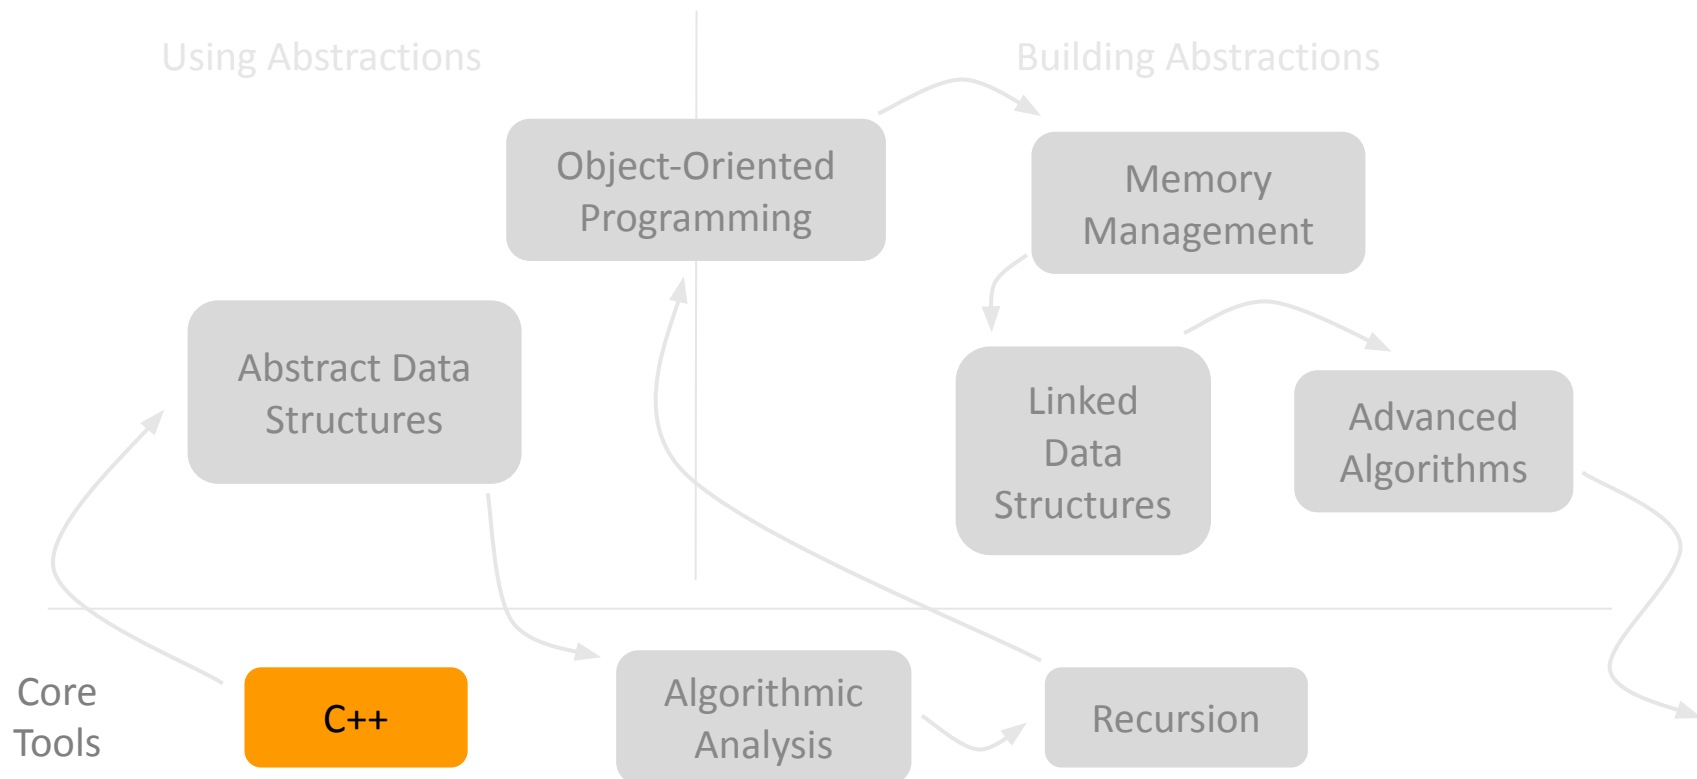 Using Abstractions
Building Abstractions
Object-Oriented
Programming
Memory
Management
Abstract Data
Structures
Linked
Data
Structures
Advanced
Algorithms
Core
Tools
C++
Algorithmic
Analysis
Recursion